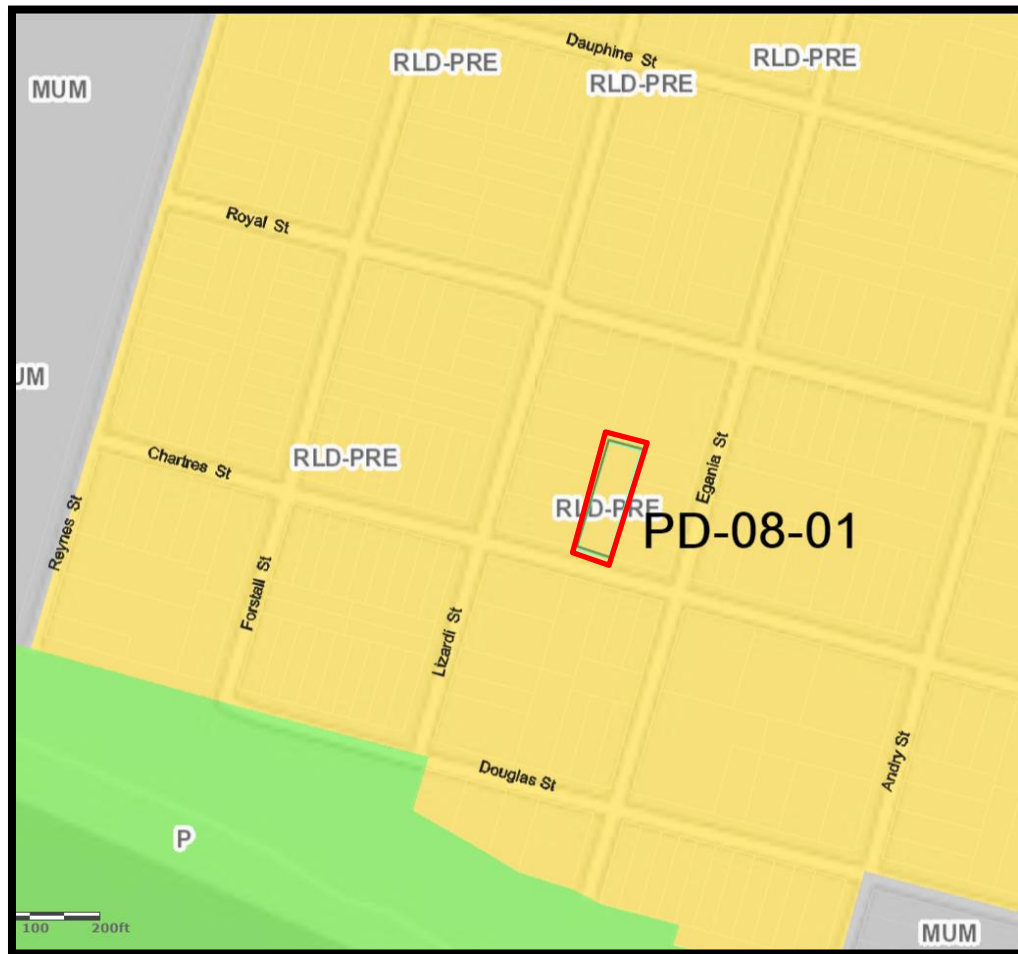 Dauphine St
RLD-PRE
RLD-PRE
RLD-PRE
MUM
Royal St
UM
Egania St
Chartres St
RLD-PRE
Reynes St
RLD-PRE
PD-08-01
Forstall St
Lizardi St
Andry St
Douglas St
P
100 200ft
MUM